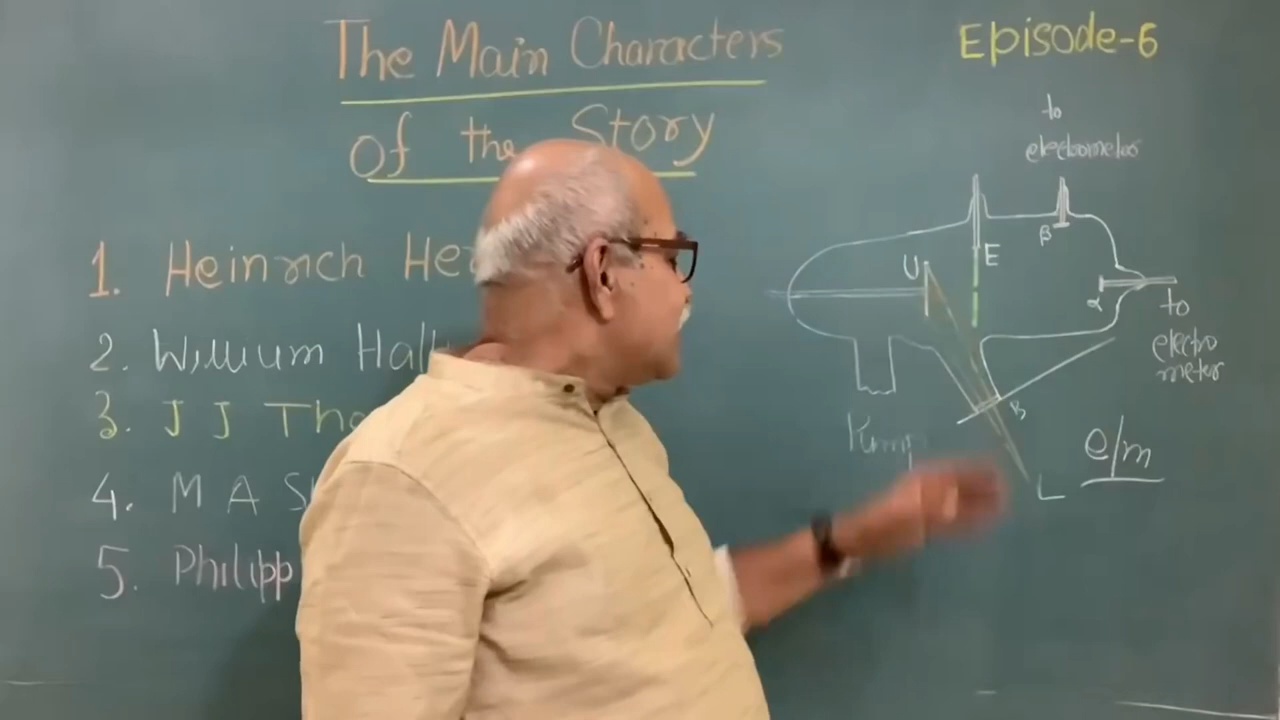 The Main Characters
of the Story
Episode-6
1. Heinrich He
2. William Hall
3. J J Tho
4. M A S
5. Philipp
to
electrometer
β
U
E
α
to
electro
meter
B
L
e/m